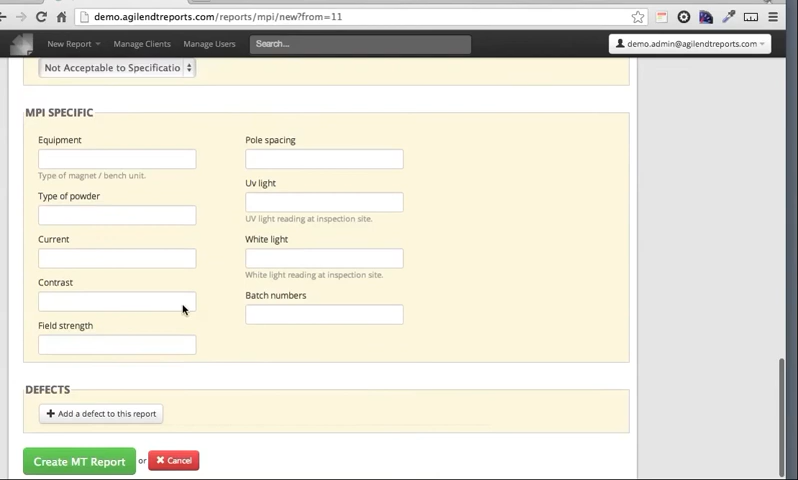 demo.agilendtreports.com/reports/mpi/new?from=11
New Report Manage Clients Manage Users Search... demo.admin@agilendtreports.com
Not Acceptable to Specificatio
MPI SPECIFIC
Equipment
Type of magnet / bench unit.
Type of powder
Current
Contrast
Field strength
Pole spacing
Uv light
UV light reading at inspection site.
White light
White light reading at inspection site.
Batch numbers
DEFECTS
Add a defect to this report
Create MT Report or Cancel